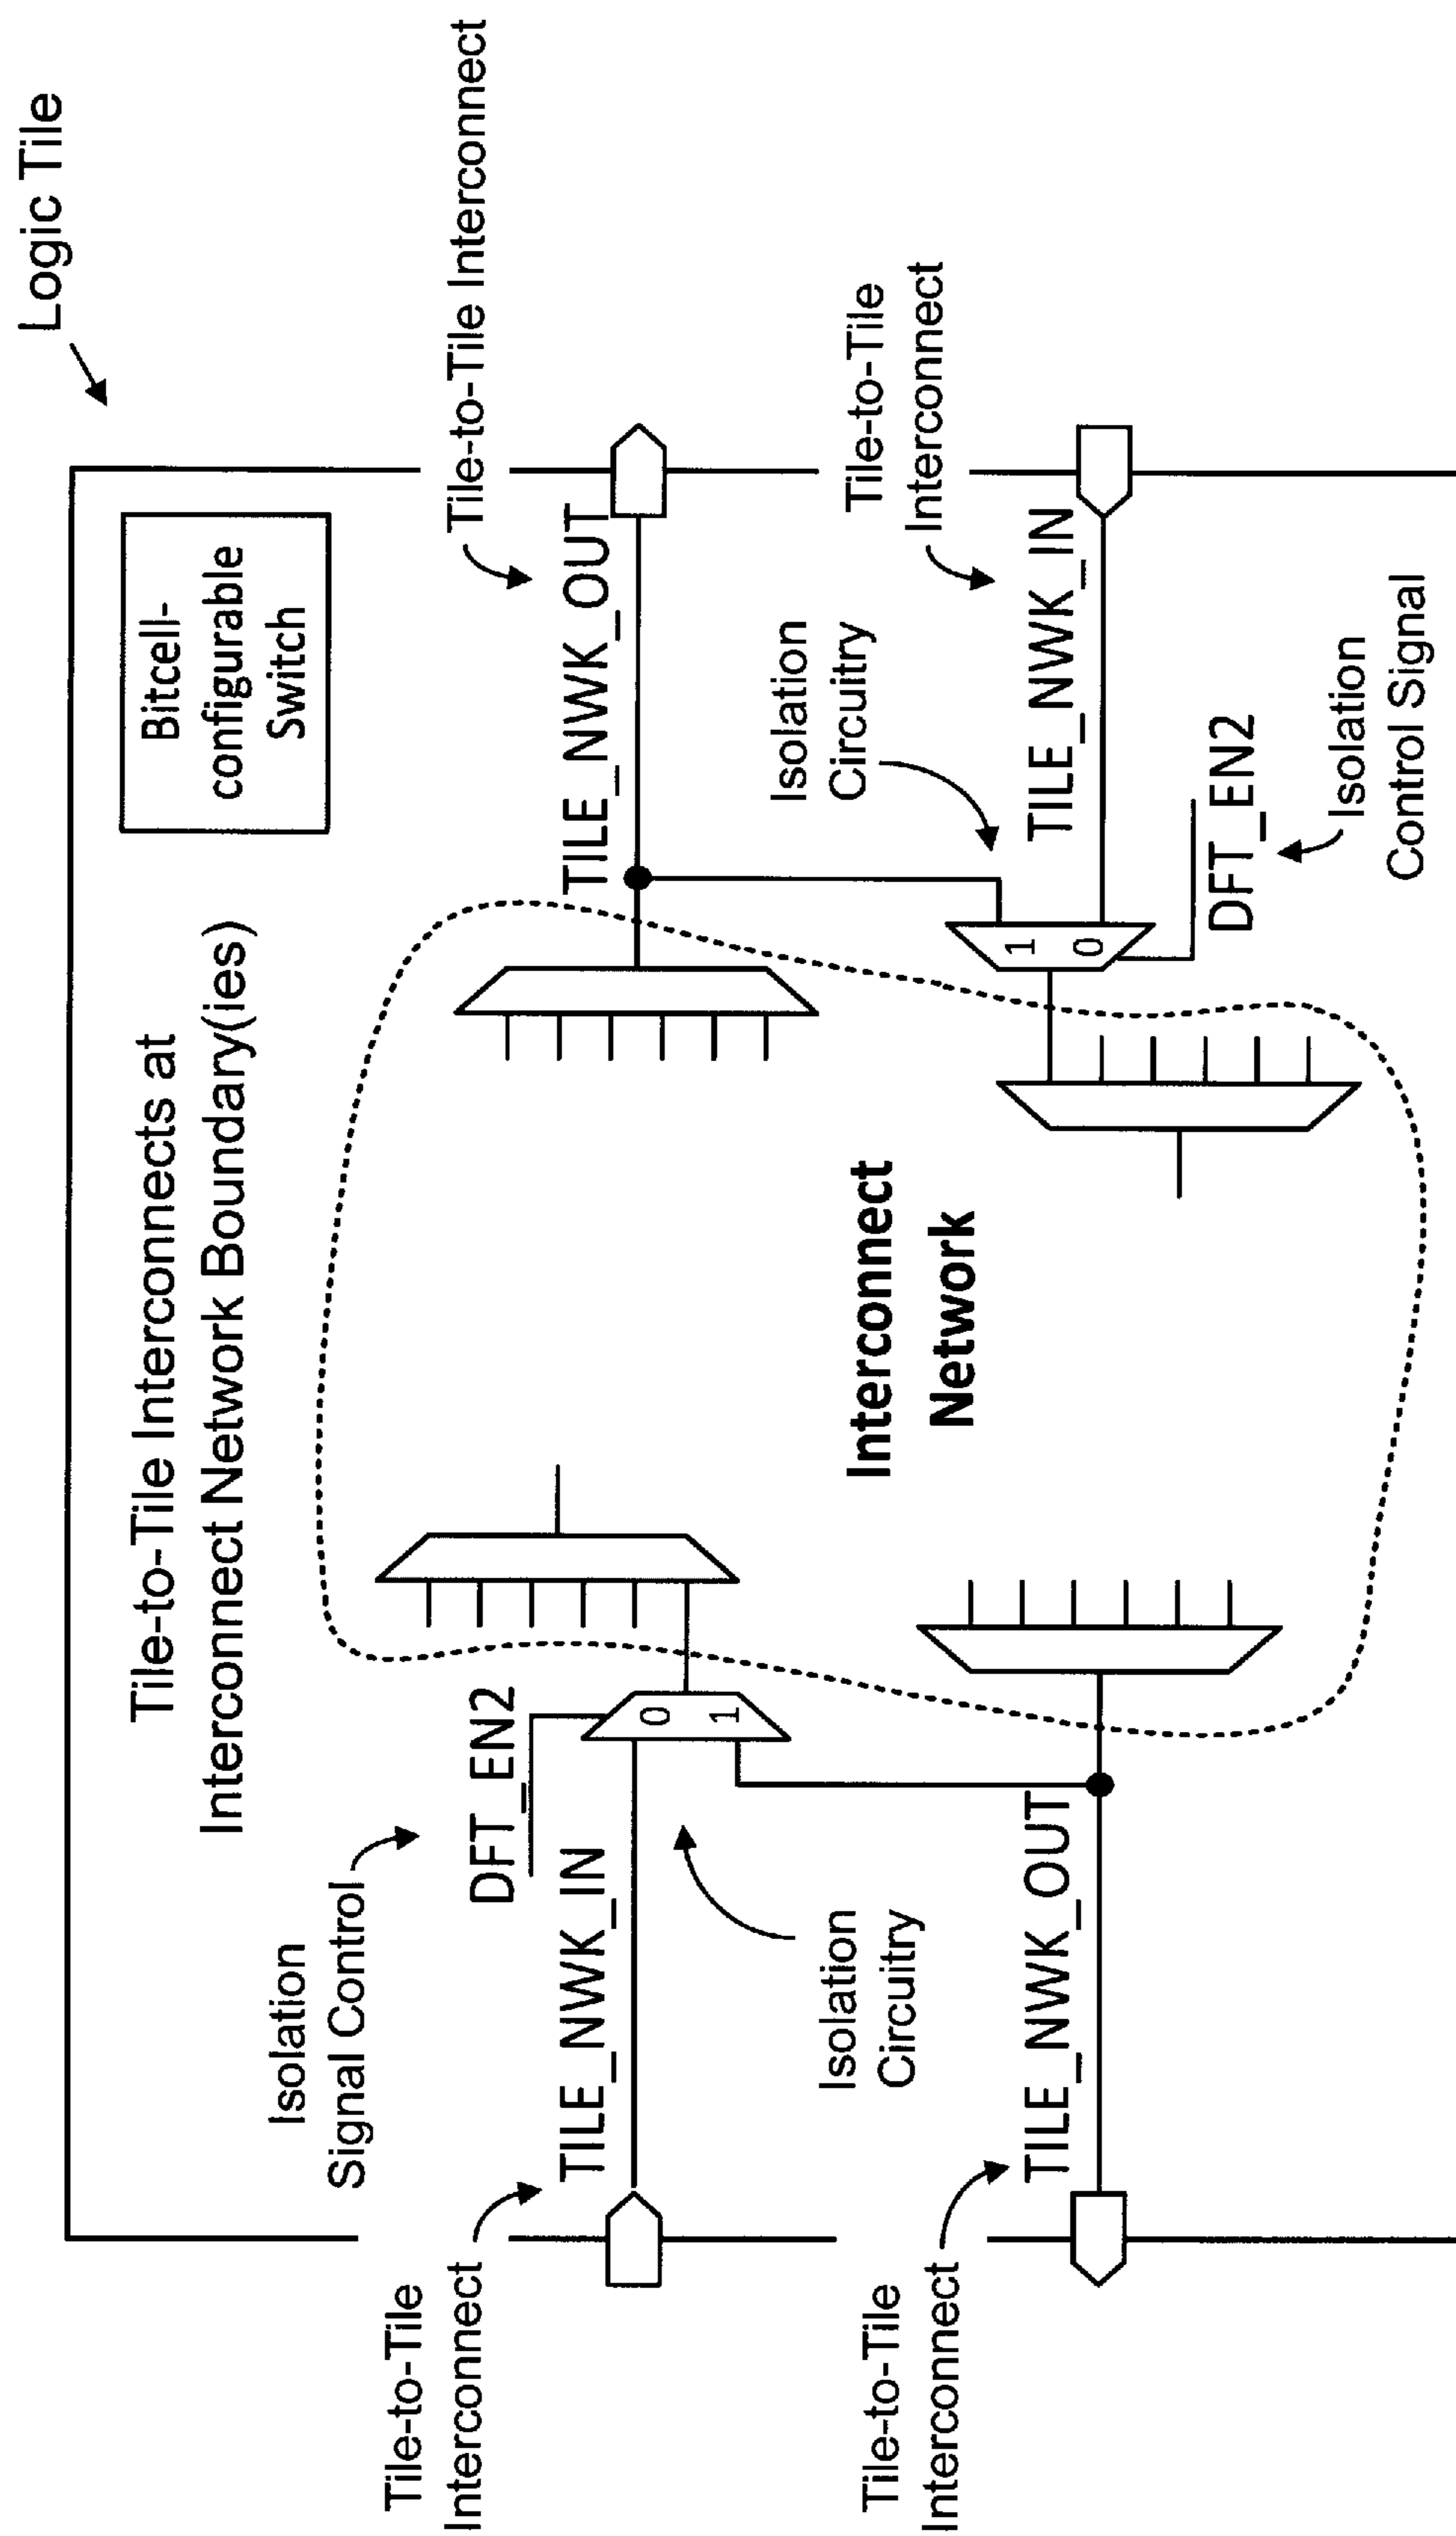 Logic Tile
Tile-to-Tile Interconnects at
Interconnect Network Boundary(ies)
Bitcell-
configurable
Switch
Isolation
Signal Control
DFT_EN2
Tile-to-Tile
Interconnect
TILE_NWK_IN
0
1
Isolation
Circuitry
Tile-to-Tile
Interconnect
TILE_NWK_OUT
Interconnect
Network
Tile-to-Tile Interconnect
TILE_NWK_OUT
Isolation
Circuitry
Tile-to-Tile
Interconnect
TILE_NWK_IN
1
0
DFT_EN2
Isolation
Control Signal